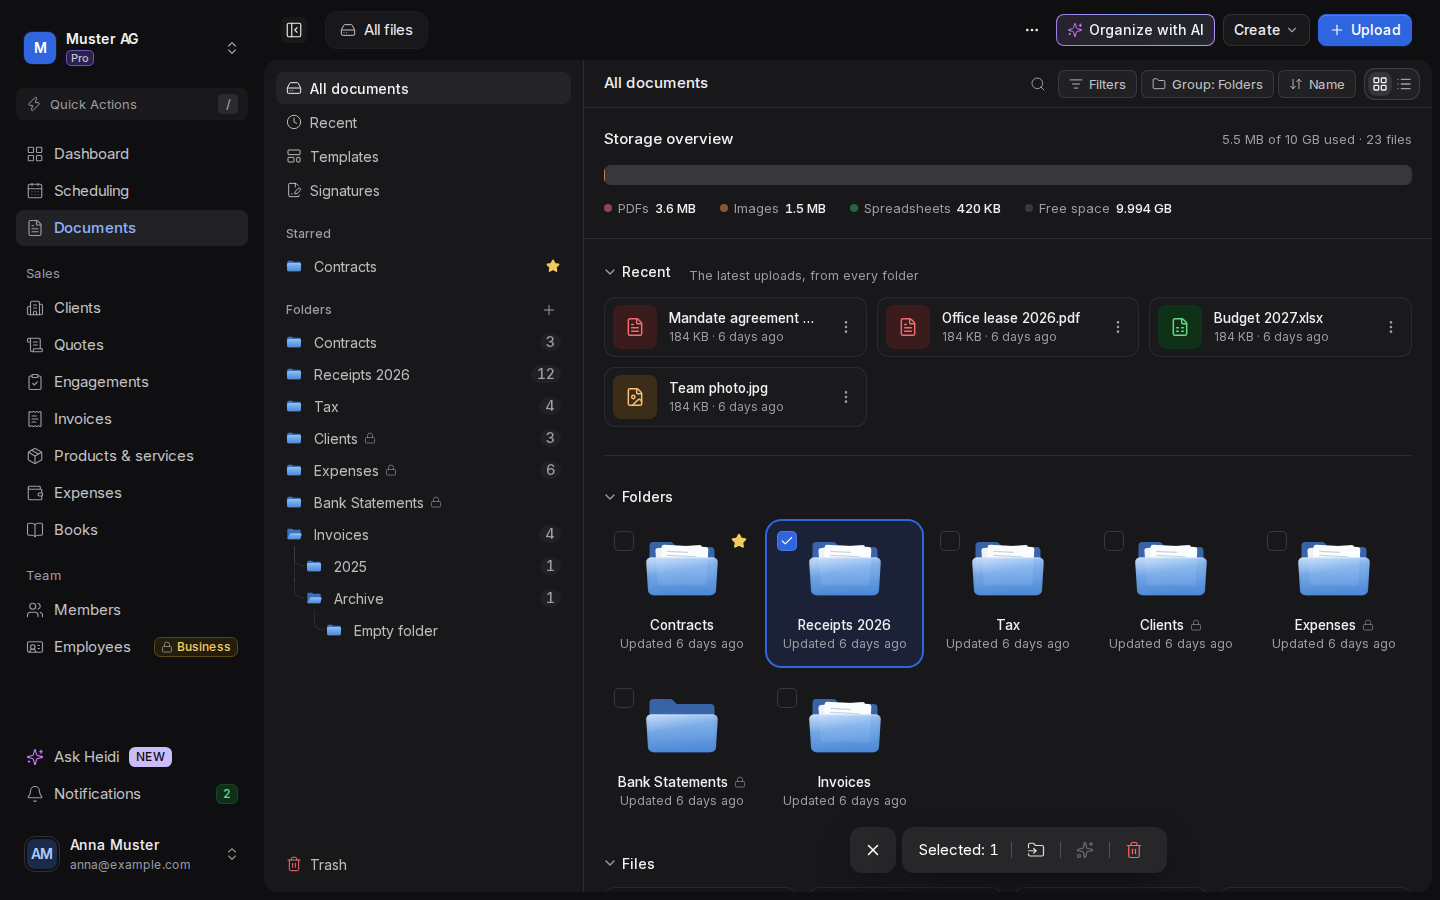 Muster AG
Pro
Quick Actions
/
Dashboard
Scheduling
Documents
Sales
Clients
Quotes
Engagements
Invoices
Products & services
Expenses
Books
Team
Members
Employees
Business
Ask Heidi
NEW
Notifications
2
AM
Anna Muster
anna@example.com
M
All files
Organize with AI
Create
Upload
All documents
Recent
Templates
Signatures
Starred
Contracts
Folders
Contracts 3
Receipts 2026 12
Tax 4
Clients 3
Expenses 6
Bank Statements
Invoices 4
2025 1
Archive 1
Empty folder
Trash
All documents
Filters
Group: Folders
Name
Storage overview
5.5 MB of 10 GB used · 23 files
PDFs 3.6 MB
Images 1.5 MB
Spreadsheets 420 KB
Free space 9.994 GB
Recent
The latest uploads, from every folder
Mandate agreement ...
184 KB · 6 days ago
Office lease 2026.pdf
184 KB · 6 days ago
Budget 2027.xlsx
184 KB · 6 days ago
Team photo.jpg
184 KB · 6 days ago
Folders
Contracts
Updated 6 days ago
Receipts 2026
Updated 6 days ago
Tax
Updated 6 days ago
Clients
Updated 6 days ago
Expenses
Updated 6 days ago
Bank Statements
Updated 6 days ago
Invoices
Updated 6 days ago
Files
Selected: 1